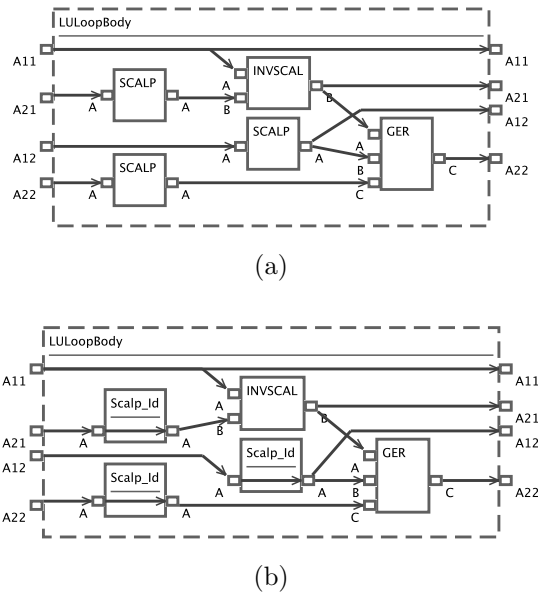 LULoopBody
A11
A11
A
INVSCAL
SCALP
A21
A
A
B
B
A21
A12
SCALP
GER
A12
A
A
A
B
C
A22
SCALP
A22
A
A
C
(a)
LULoopBody
A11
A11
A
INVSCAL
Scalp_Id
A21
A
A
B
B
A21
A12
A12
Scalp_Id
GER
A
Scalp_Id
A
A
B
C
A22
A22
A
A
C
(b)